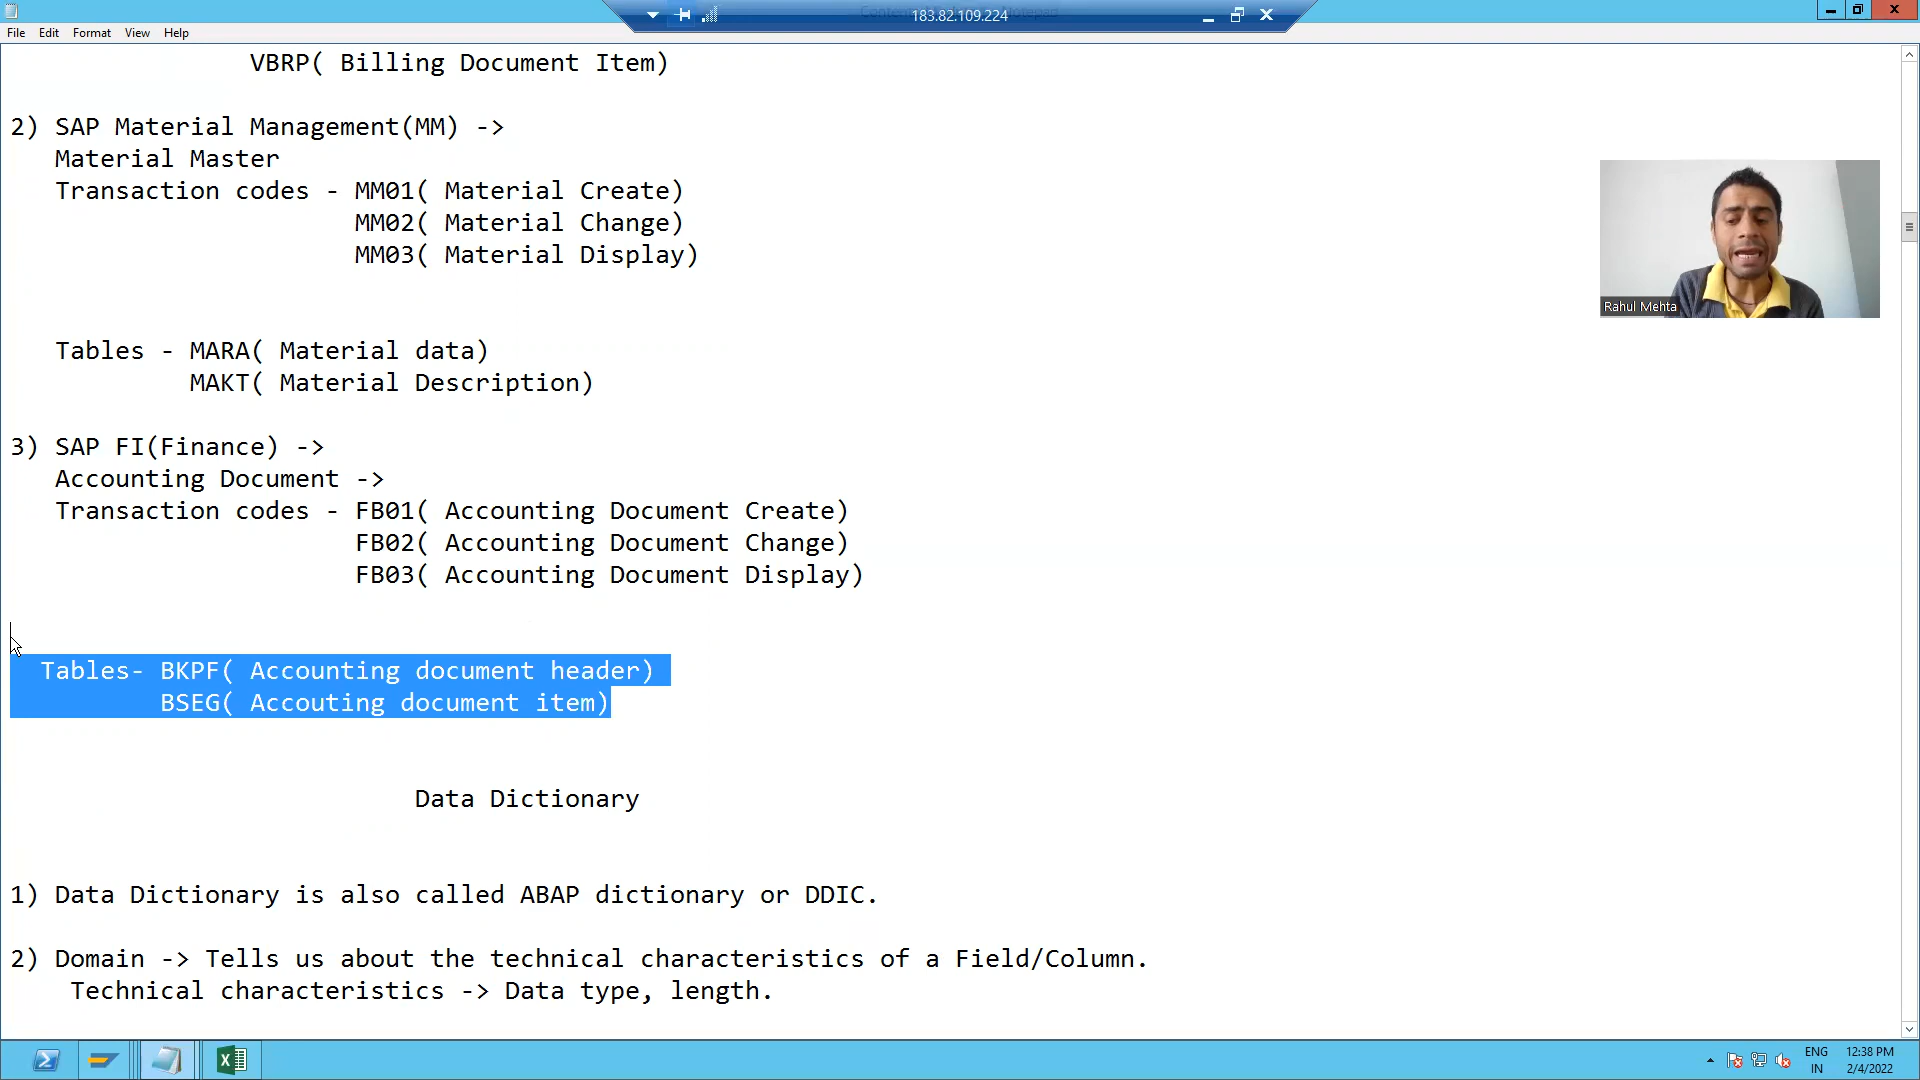 183.82.109.224
File Edit Format View Help
VBRP( Billing Document Item)
2) SAP Material Management(MM) ->
Material Master
Transaction codes - MM01( Material Create)
MM02( Material Change)
MM03( Material Display)
Rahul Mehta
Tables - MARA( Material data)
MAKT( Material Description)
3) SAP FI(Finance) ->
Accounting Document ->
Transaction codes - FB01( Accounting Document Create)
FB02( Accounting Document Change)
FB03( Accounting Document Display)
Tables- BKPF( Accounting document header)
BSEG( Accouting document item)
Data Dictionary
1) Data Dictionary is also called ABAP dictionary or DDIC.
2) Domain -> Tells us about the technical characteristics of a Field/Column.
Technical characteristics -> Data type, length.
ENG 12:38 PM
IN 2/4/2022